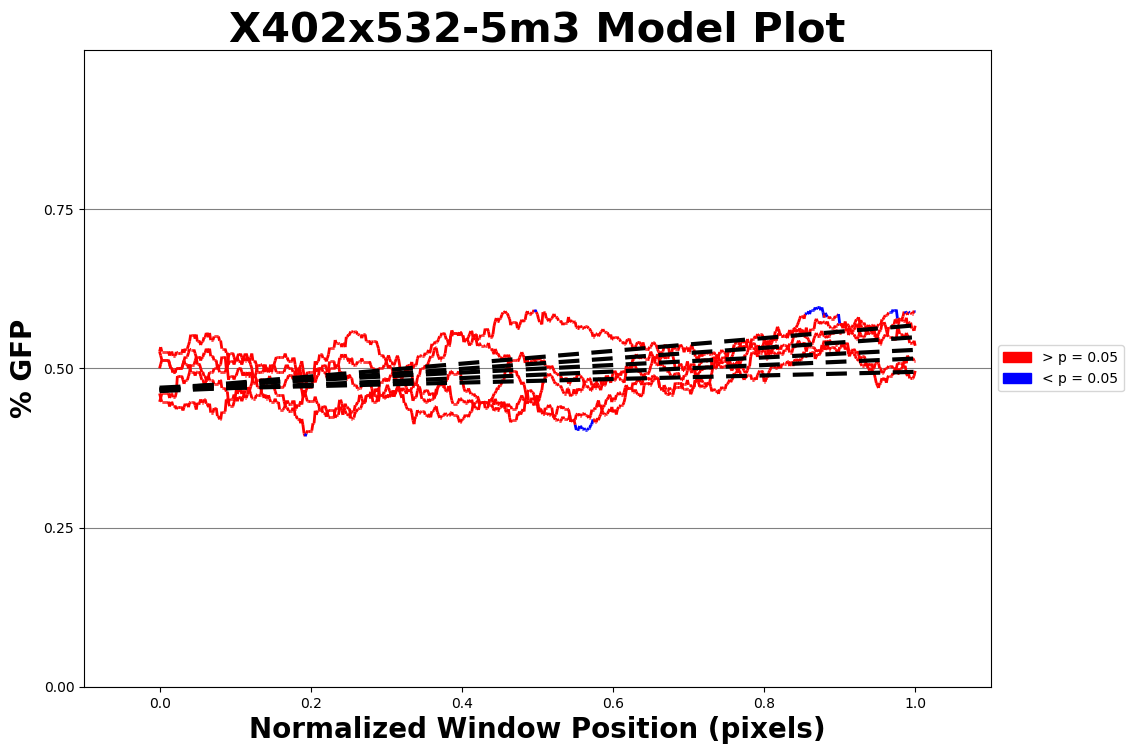 X402x532-5m3 Model Plot
% GFP
0.75
0.50
0.25
0.00
0.0 0.2 0.4 0.6 0.8 1.0
Normalized Window Position (pixels)
> p = 0.05
< p = 0.05